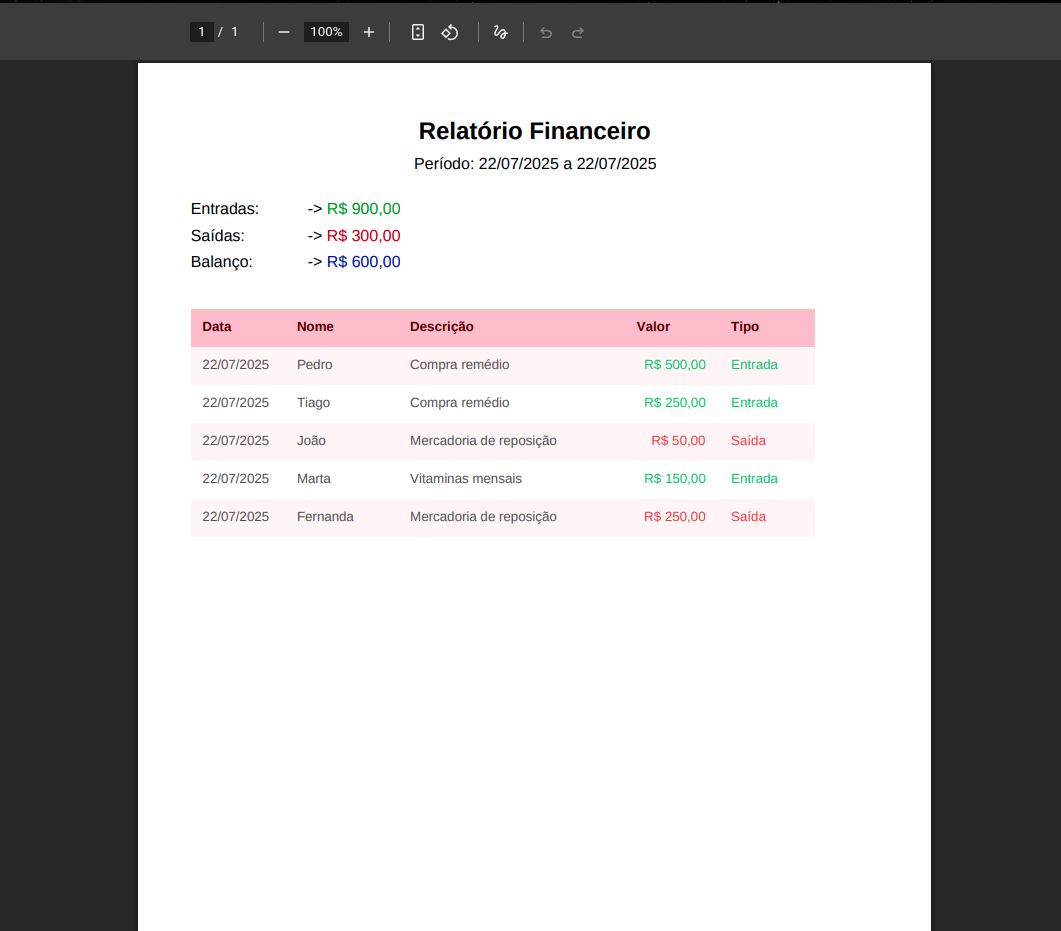 1 / 1 100%
Relatório Financeiro
Período: 22/07/2025 a 22/07/2025
Entradas: -> R$ 900,00
Saídas: -> R$ 300,00
Balanço: -> R$ 600,00
Data Nome Descrição Valor Tipo
22/07/2025 Pedro Compra remédio R$ 500,00 Entrada
22/07/2025 Tiago Compra remédio R$ 250,00 Entrada
22/07/2025 João Mercadoria de reposição R$ 50,00 Saída
22/07/2025 Marta Vitaminas mensais R$ 150,00 Entrada
22/07/2025 Fernanda Mercadoria de reposição R$ 250,00 Saída